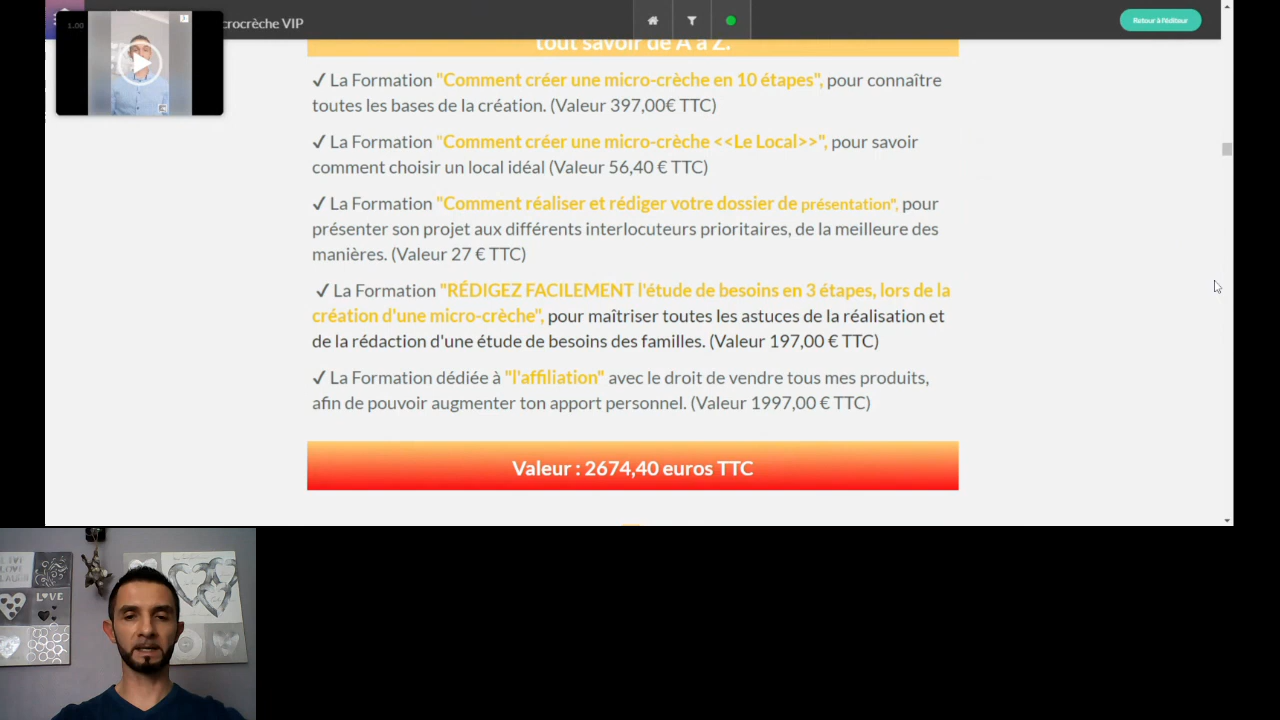 1.00
crocrèche VIP
Retour à l'éditeur
tout savoir de A à Z.
✓ La Formation "Comment créer une micro-crèche en 10 étapes", pour connaître
toutes les bases de la création. (Valeur 397,00€ TTC)
✓ La Formation "Comment créer une micro-crèche <<Le Local>>", pour savoir
comment choisir un local idéal (Valeur 56,40 € TTC)
✓ La Formation "Comment réaliser et rédiger votre dossier de présentation", pour
présenter son projet aux différents interlocuteurs prioritaires, de la meilleure des
manières. (Valeur 27 € TTC)
✓ La Formation "RÉDIGEZ FACILEMENT l'étude de besoins en 3 étapes, lors de la
création d'une micro-crèche", pour maîtriser toutes les astuces de la réalisation et
de la rédaction d'une étude de besoins des familles. (Valeur 197,00 € TTC)
✓ La Formation dédiée à "l'affiliation" avec le droit de vendre tous mes produits,
afin de pouvoir augmenter ton apport personnel. (Valeur 1997,00 € TTC)
Valeur : 2674,40 euros TTC
LIVE
LOVE
LAUGH
LOVE